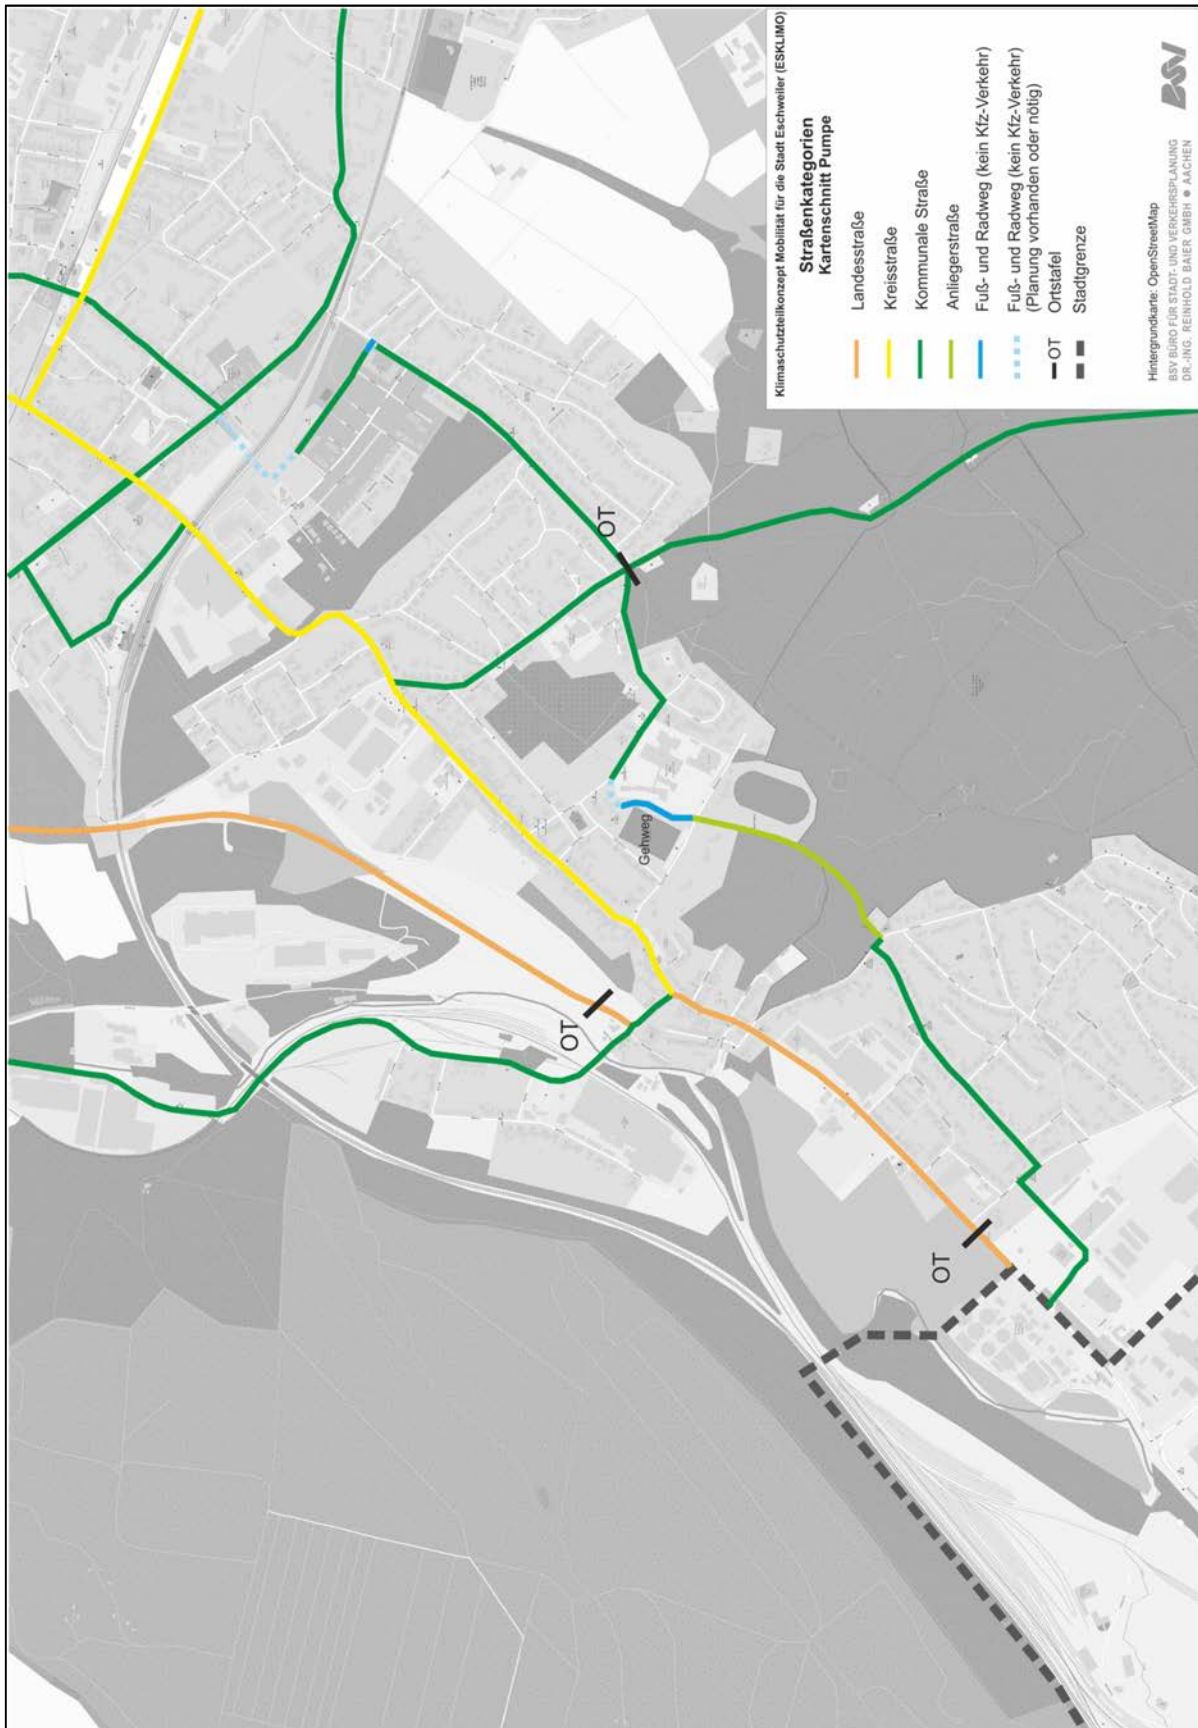 Klimaschutzteilkonzept Mobilität für die Stadt Eschweiler (ESKLIMO)
Straßenkategorien
Kartenschnitt Pumpe
Landesstraße
Kreisstraße
Kommunale Straße
Anliegerstraße
Fuß- und Radweg (kein Kfz-Verkehr)
Fuß- und Radweg (kein Kfz-Verkehr)
(Planung vorhanden oder nötig)
OT Ortstafel
Stadtgrenze
Hintergrundkarte: OpenStreetMap
BSV BÜRO FÜR STADT- UND VERKEHRSPLANUNG
DR.-ING. REINHOLD BAIER GMBH ● AACHEN
BSV
OT
Gehweg
OT
OT